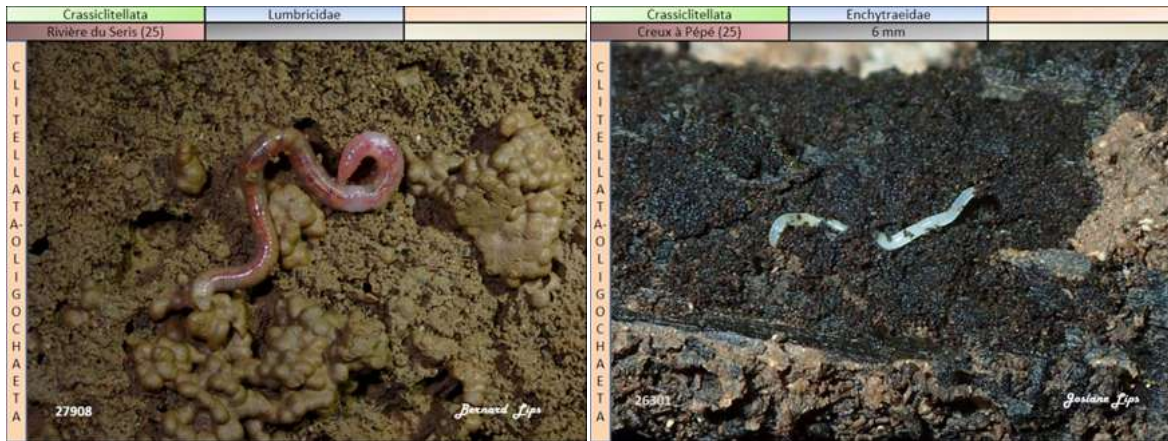 Crassiclitellata Lumbricidae
Rivière du Seris (25)
CLITELLATA-OLIGOCHAETA
27908 Bernard Lips
Crassiclitellata Enchytraeidae
Creux à Pépé (25) 6 mm
CLITELLATA-OLIGOCHAETA
26301 Josiane Lips